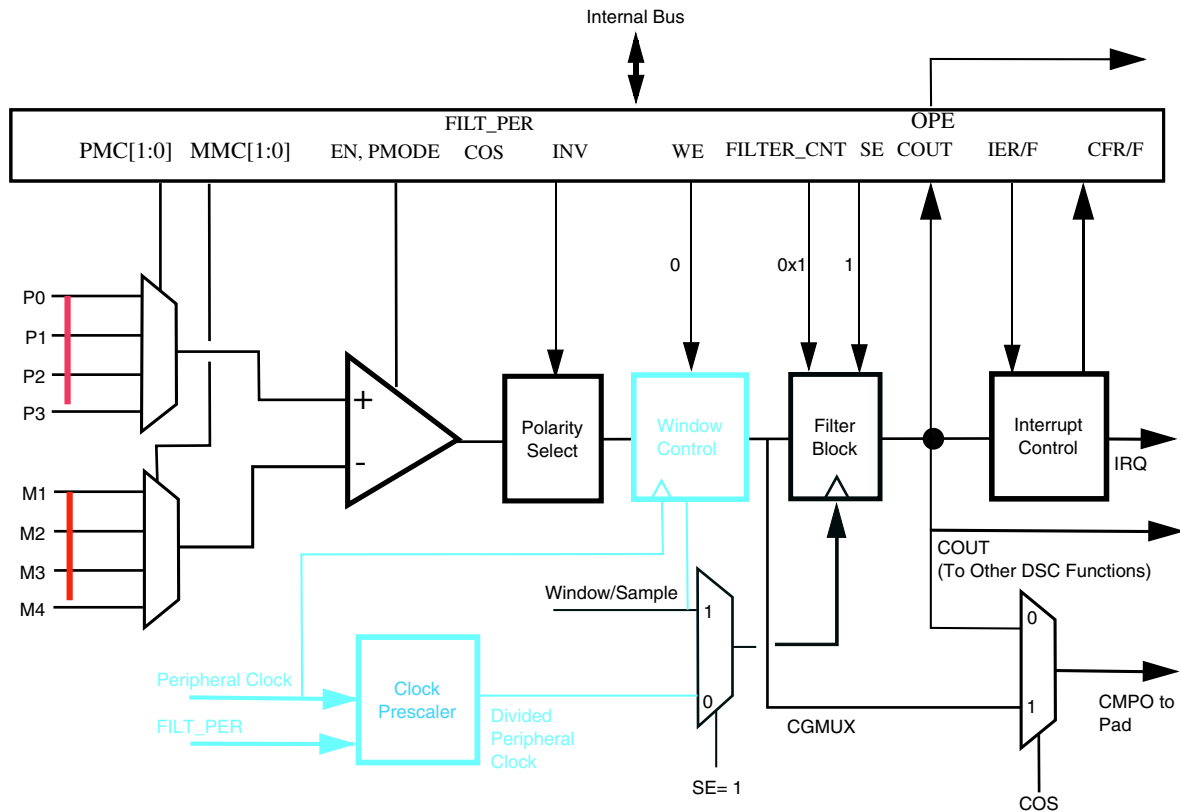 Internal Bus
FILT_PER
OPE
PMC[1:0]
MMC[1:0]
EN, PMODE
COS
INV
WE
FILTER_CNT
SE
COUT
IER/F
CFR/F
0
0x1
1
P0
P1
P2
P3
+
-
Polarity
Select
Window
Control
Filter
Block
Interrupt
Control
IRQ
M1
M2
M3
M4
COUT
(To Other DSC Functions)
Window/Sample
1
0
0
1
Peripheral Clock
FILT_PER
Clock
Prescaler
Divided
Peripheral
Clock
CGMUX
CMPO to
Pad
SE= 1
COS